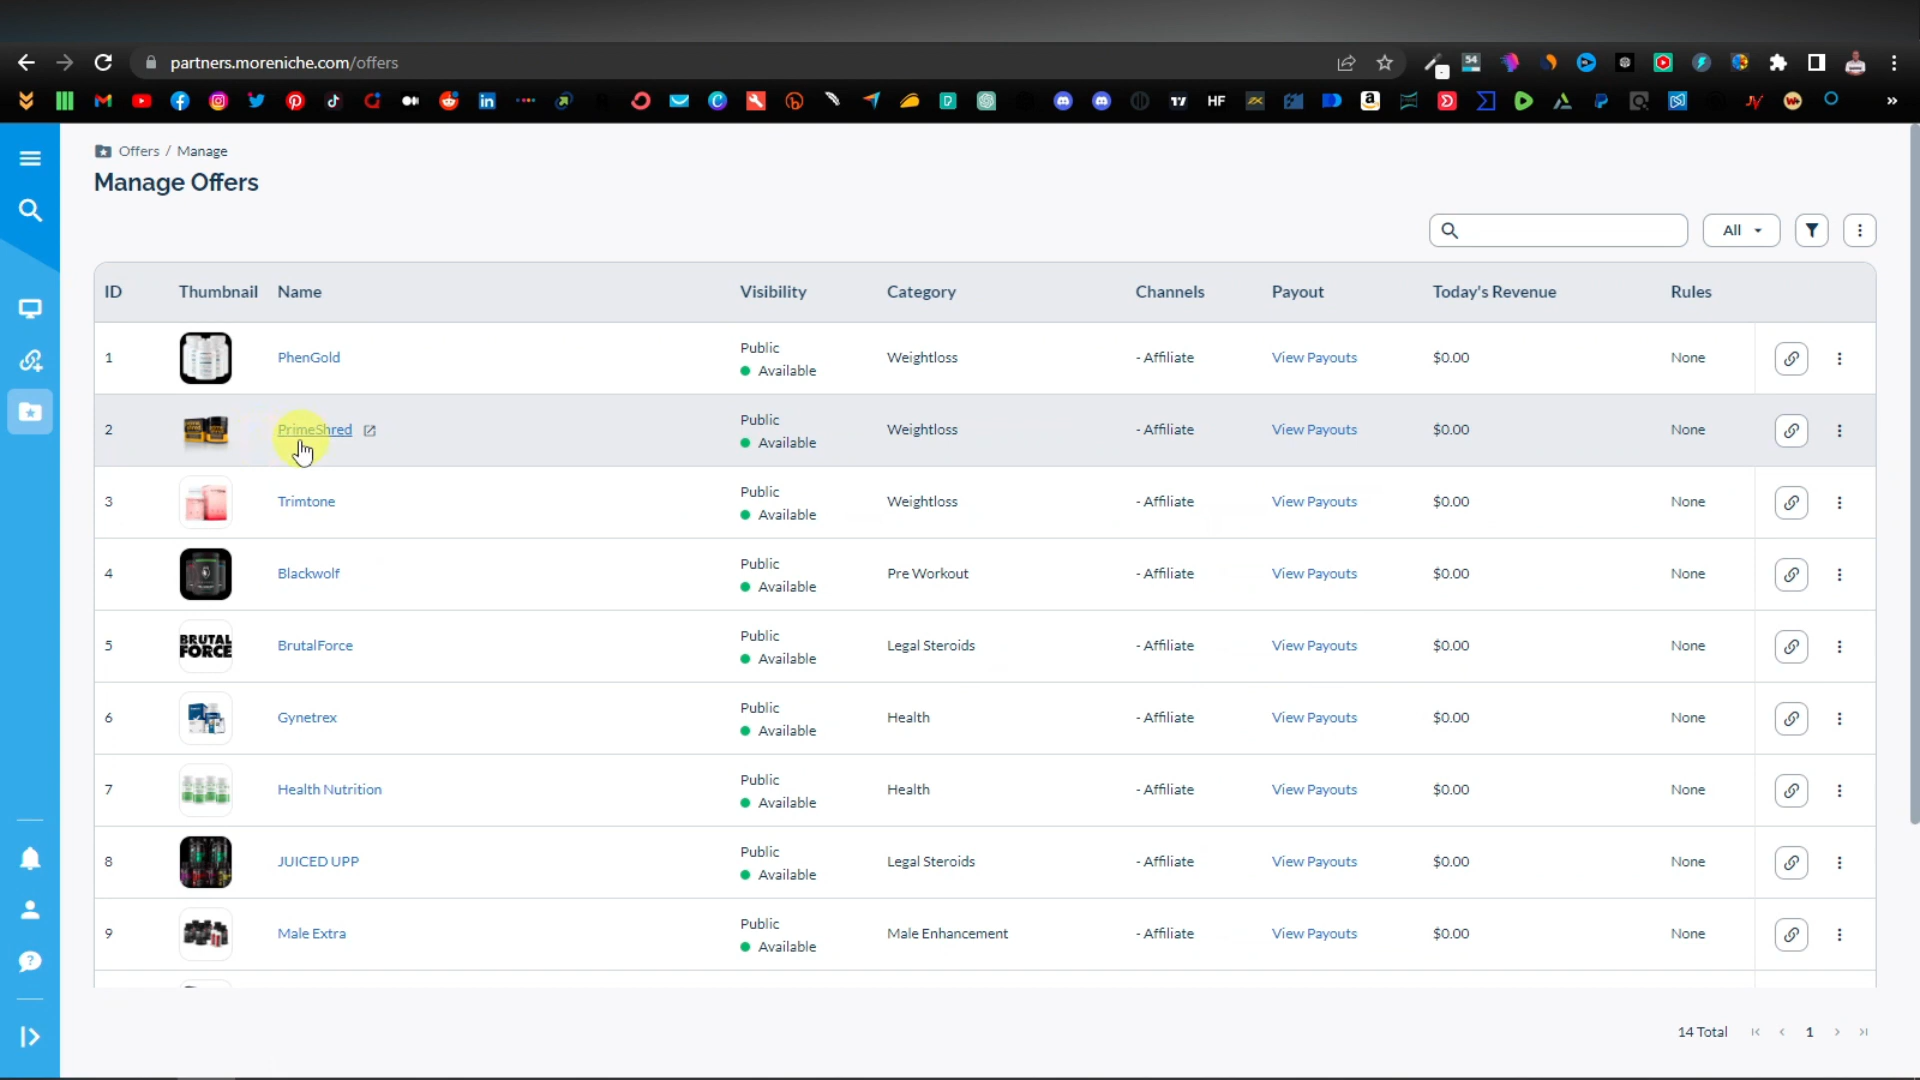 partners.moreniche.com/offers
54
HF
Offers / Manage
Manage Offers
All
ID Thumbnail Name Visibility Category Channels Payout Today's Revenue Rules
1 PhenGold Public Available Weightloss - Affiliate View Payouts $0.00 None
2 PrimeShred Public Available Weightloss - Affiliate View Payouts $0.00 None
3 Trimtone Public Available Weightloss - Affiliate View Payouts $0.00 None
4 Blackwolf Public Available Pre Workout - Affiliate View Payouts $0.00 None
5 BRUTAL FORCE BrutalForce Public Available Legal Steroids - Affiliate View Payouts $0.00 None
6 Gynetrex Public Available Health - Affiliate View Payouts $0.00 None
7 Health Nutrition Public Available Health - Affiliate View Payouts $0.00 None
8 JUICED UPP Public Available Legal Steroids - Affiliate View Payouts $0.00 None
9 Male Extra Public Available Male Enhancement - Affiliate View Payouts $0.00 None
14 Total 1